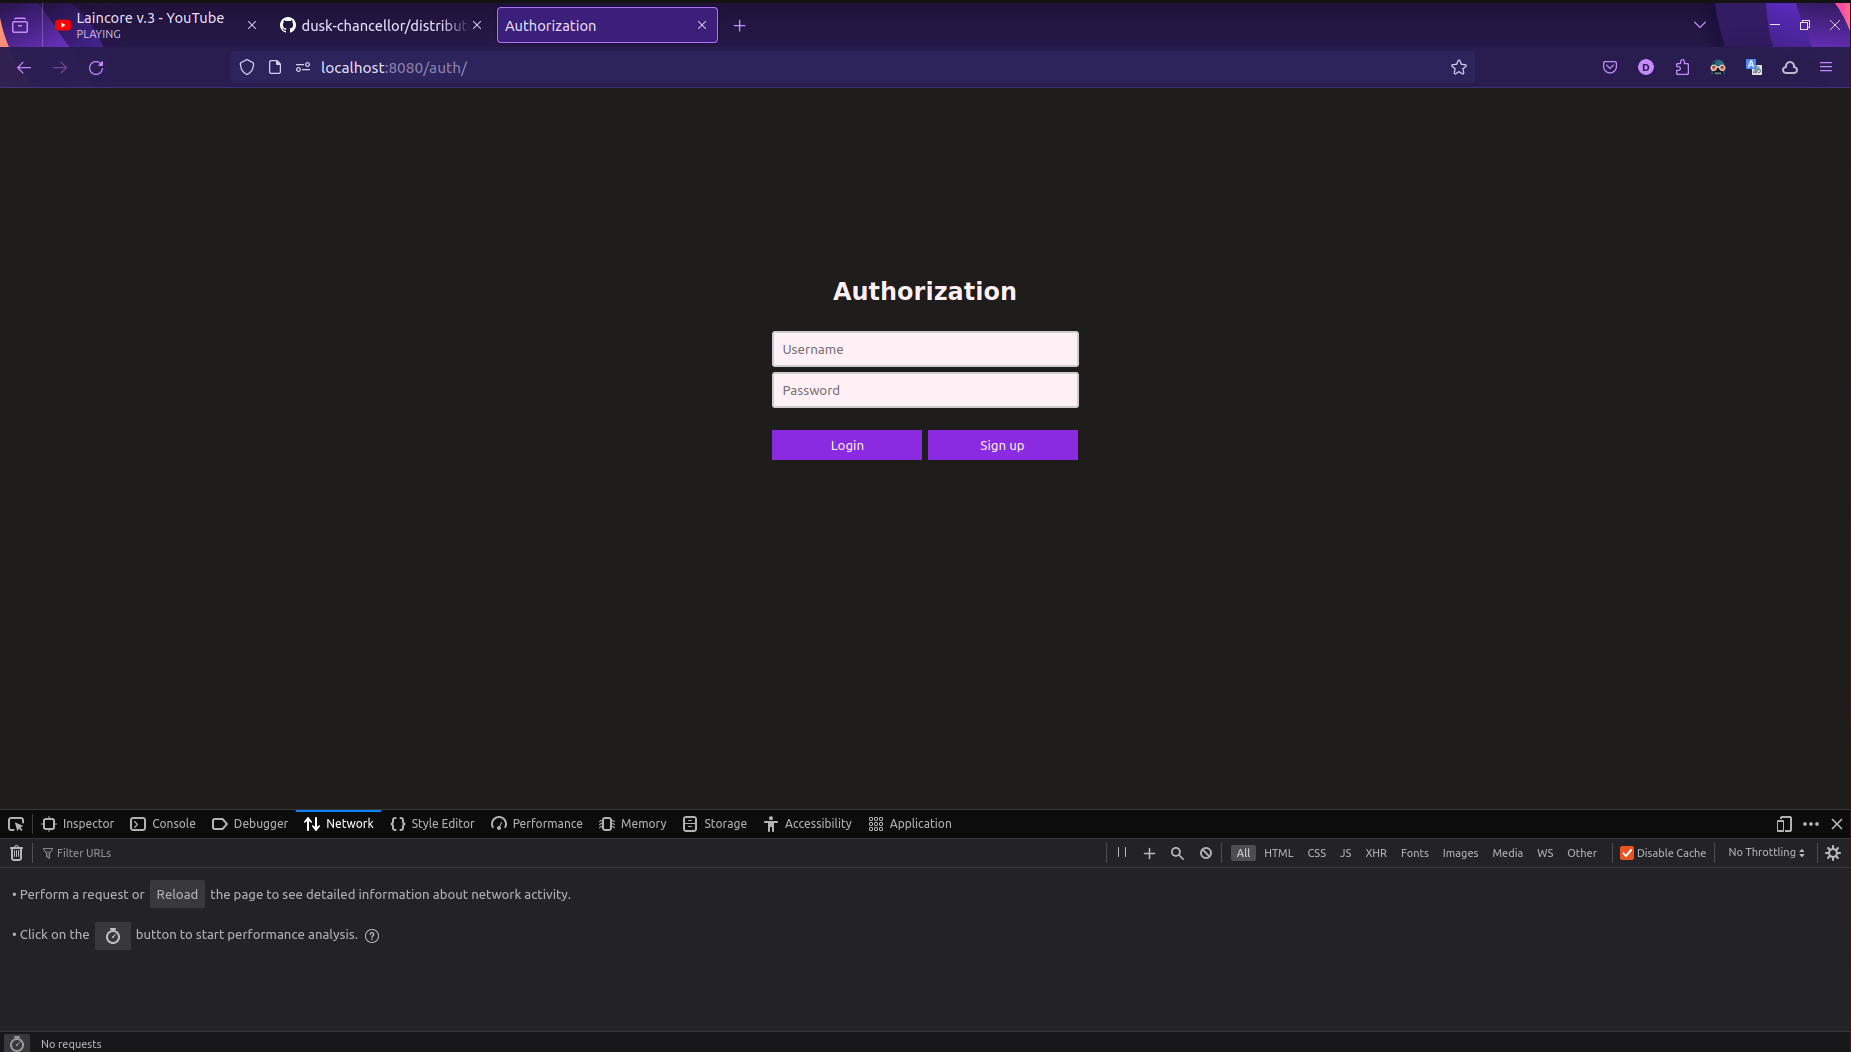 Laincore v.3 - YouTube
PLAYING
dusk-chancellor/distribut
Authorization
localhost:8080/auth/
D
Authorization
Username
Password
Login Sign up
Inspector Console Debugger Network Style Editor Performance Memory Storage Accessibility Application
Filter URLs All HTML CSS JS XHR Fonts Images Media WS Other Disable Cache No Throttling
• Perform a request or Reload the page to see detailed information about network activity.
• Click on the button to start performance analysis. ?
No requests